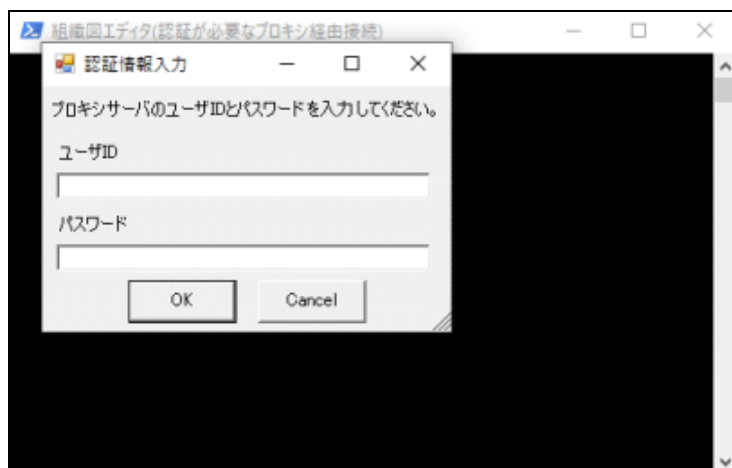 組織図エディタ(認証が必要なプロキシ経由接続)
認証情報入力
プロキシサーバのユーザIDとパスワードを入力してください。
ユーザID
パスワード
OK
Cancel